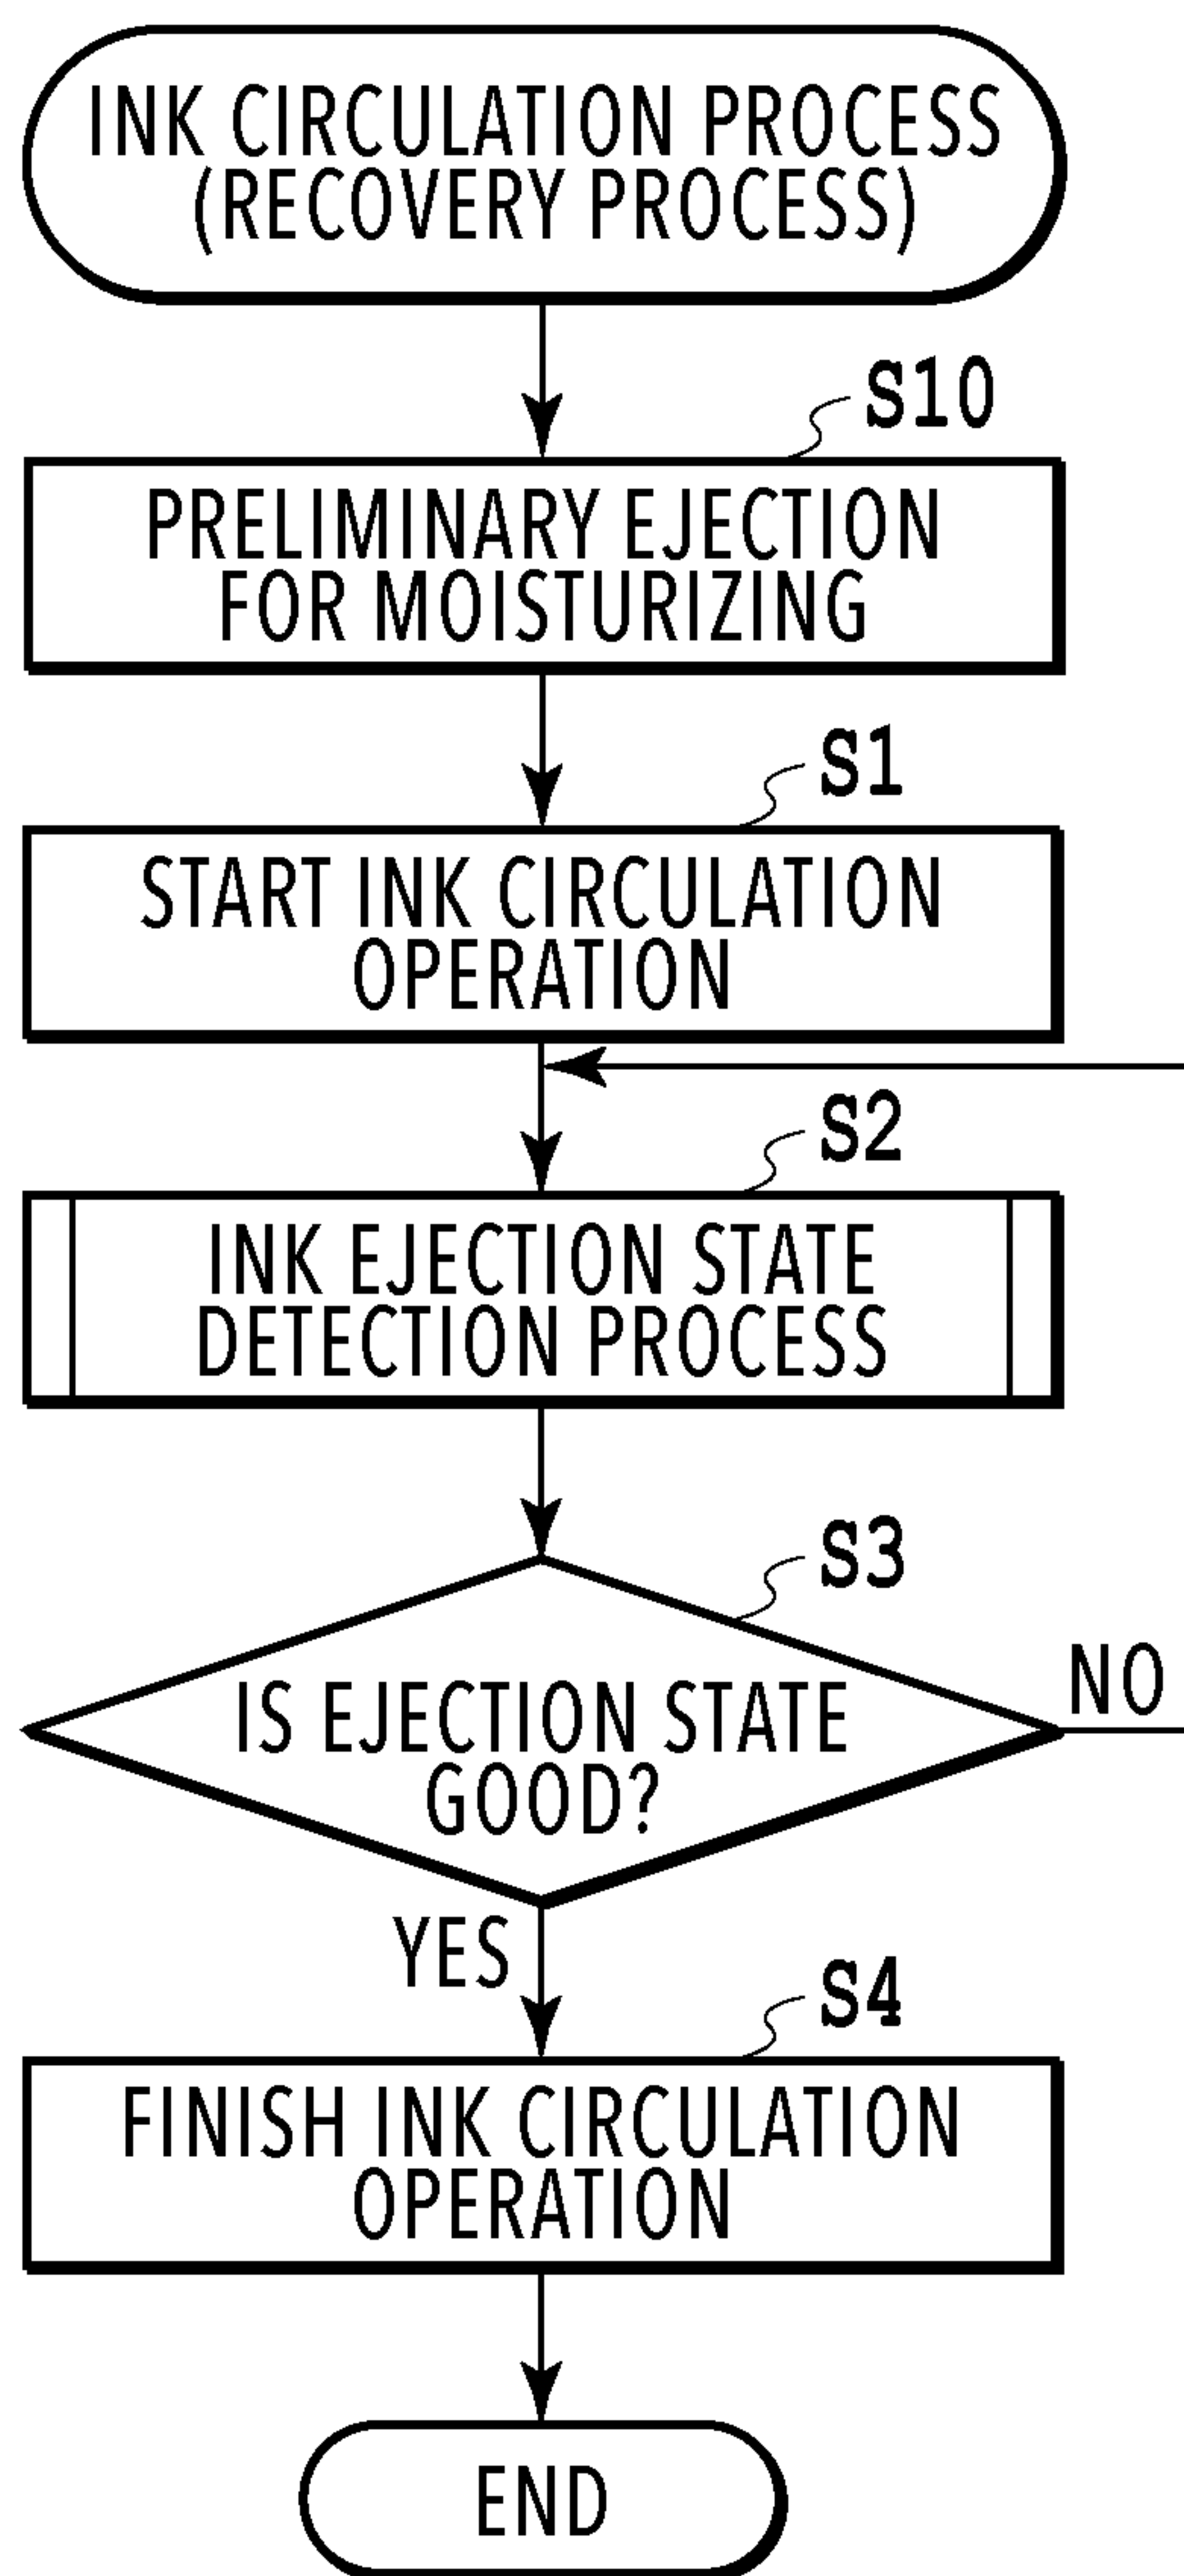 INK CIRCULATION PROCESS
(RECOVERY PROCESS)
S10
PRELIMINARY EJECTION
FOR MOISTURIZING
S1
START INK CIRCULATION
OPERATION
S2
INK EJECTION STATE
DETECTION PROCESS
S3
IS EJECTION STATE
GOOD?
NO
YES
S4
FINISH INK CIRCULATION
OPERATION
END